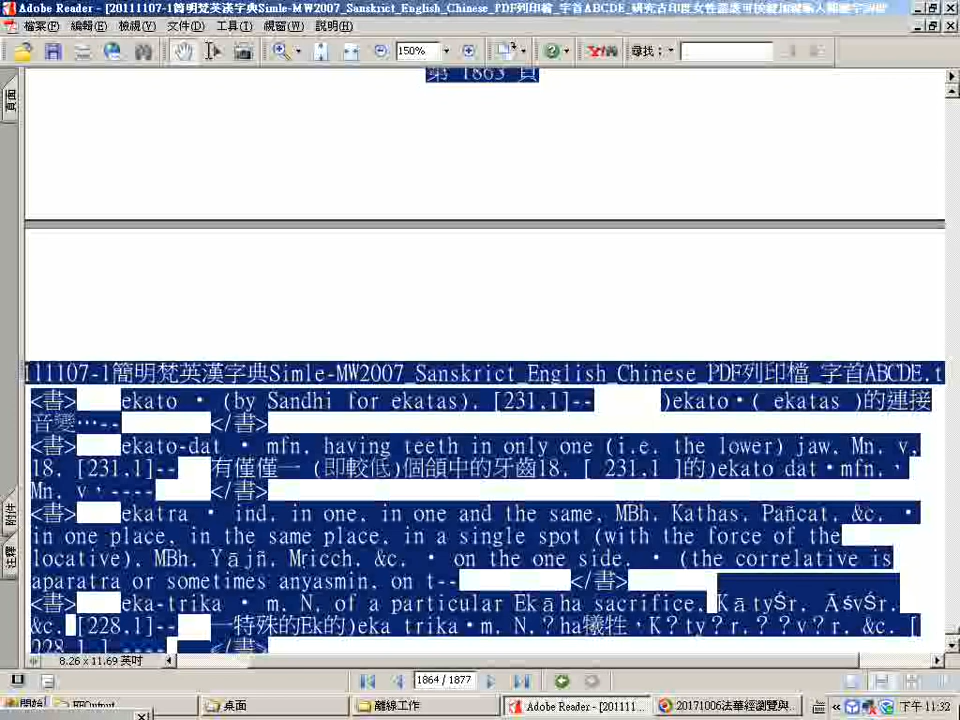 Adobe Reader - [20111107-1簡明梵英漢字典Simle-MW2007_Sanskrict_English_Chinese_PDF列印檔_字首ABCDE_研究古印度女性
檔案(F) 編輯(E) 檢視(V) 文件(D) 工具(T) 視窗(W) 說明(H)
150% 尋找：
頁面
第 1863 頁
111107-1簡明梵英漢字典Simle-MW2007_Sanskrict_English_Chinese_PDF列印檔_字首ABCDE.t
<書> ekato · (by Sandhi for ekatas). [231,1]-- )ekato·( ekatas )的連接
音變…-- </書>
<書> ekato-dat · mfn. having teeth in only one (i.e. the lower) jaw, Mn. v,
18. [231,1]-- 有僅僅一 (即較低)個頷中的牙齒18. [ 231,1 ]的)ekato dat·mfn.，
Mn. v，---- </書>
<書> ekatra · ind. in one, in one and the same, MBh. Kathas. Pañcat. &c. ·
in one place, in the same place, in a single spot (with the force of the
locative), MBh. Yājñ. Mricch. &c. · on the one side. · (the correlative is
aparatra or sometimes anyasmin, on t-- </書>
<書> eka-trika · m. N. of a particular Ekāha sacrifice, KātyŚr. ĀśvŚr.
&c. [228,1]-- 一特殊的Ek的)eka trika·m. N.？ha犧牲，K？ty？r.？？v？r. &c. [
228,1 ]---- </書>
附件
注釋
8.26 x 11.69 英吋
1864 / 1877
開始 桌面 離線工作 Adobe Reader - [201111... 20171006法華經瀏覽與... 下午 11:32